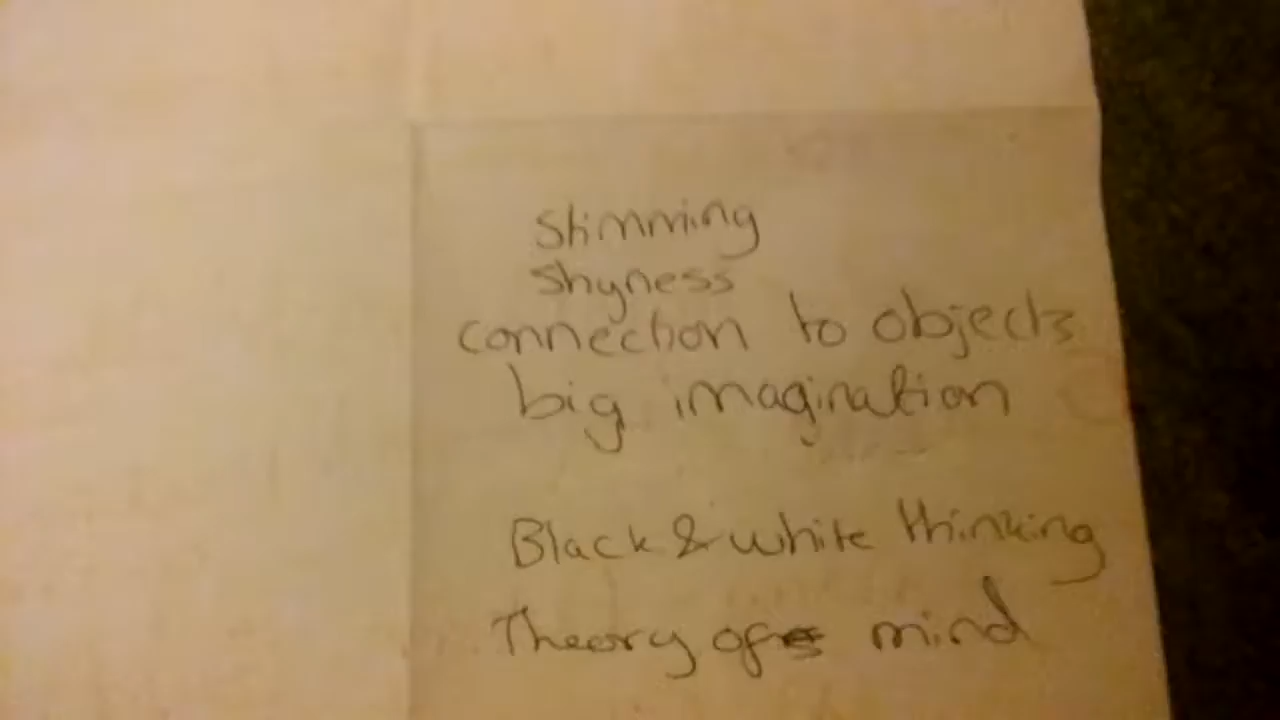 Stimming
Shyness
connection to objects
big imagination
Black & white thinking
Theory of mind